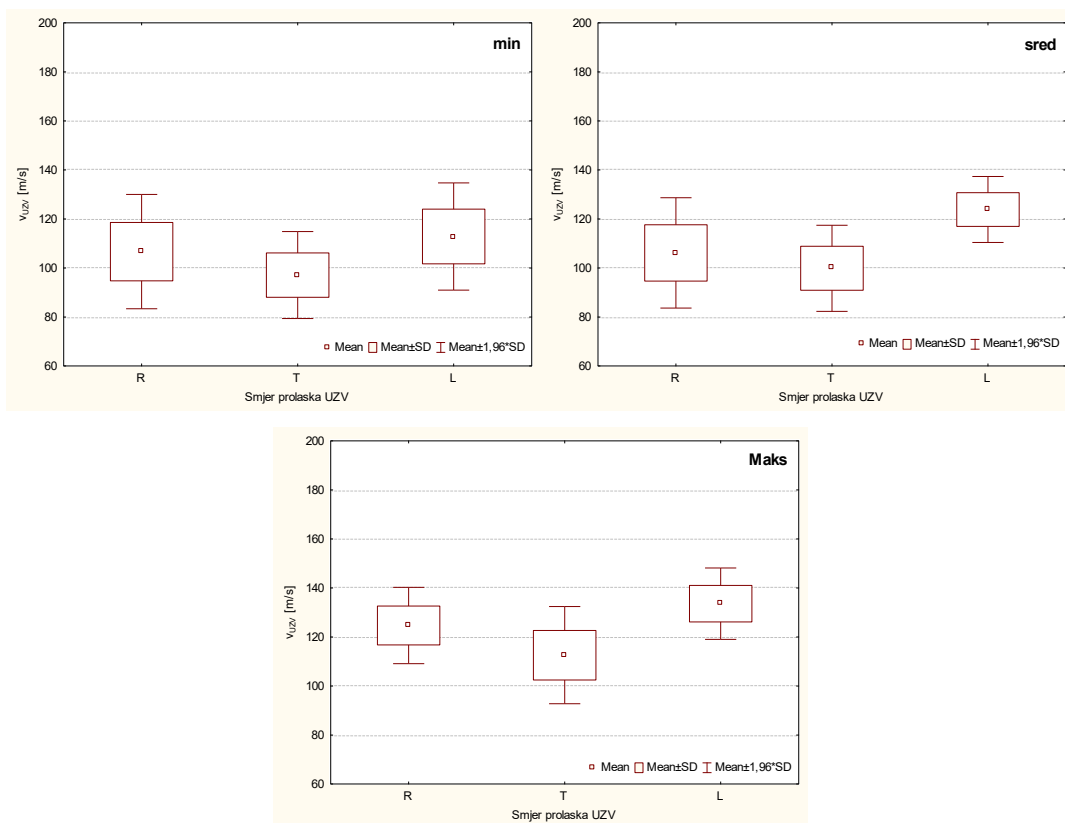 min
200
180
160
140
120
100
80
60
v_UZV [m/s]
Mean Mean±SD Mean±1,96*SD
R T L
Smjer prolaska UZV
sred
200
180
160
140
120
100
80
60
v_UZV [m/s]
Mean Mean±SD Mean±1,96*SD
R T L
Smjer prolaska UZV
Maks
200
180
160
140
120
100
80
60
v_UZV [m/s]
Mean Mean±SD Mean±1,96*SD
R T L
Smjer prolaska UZV